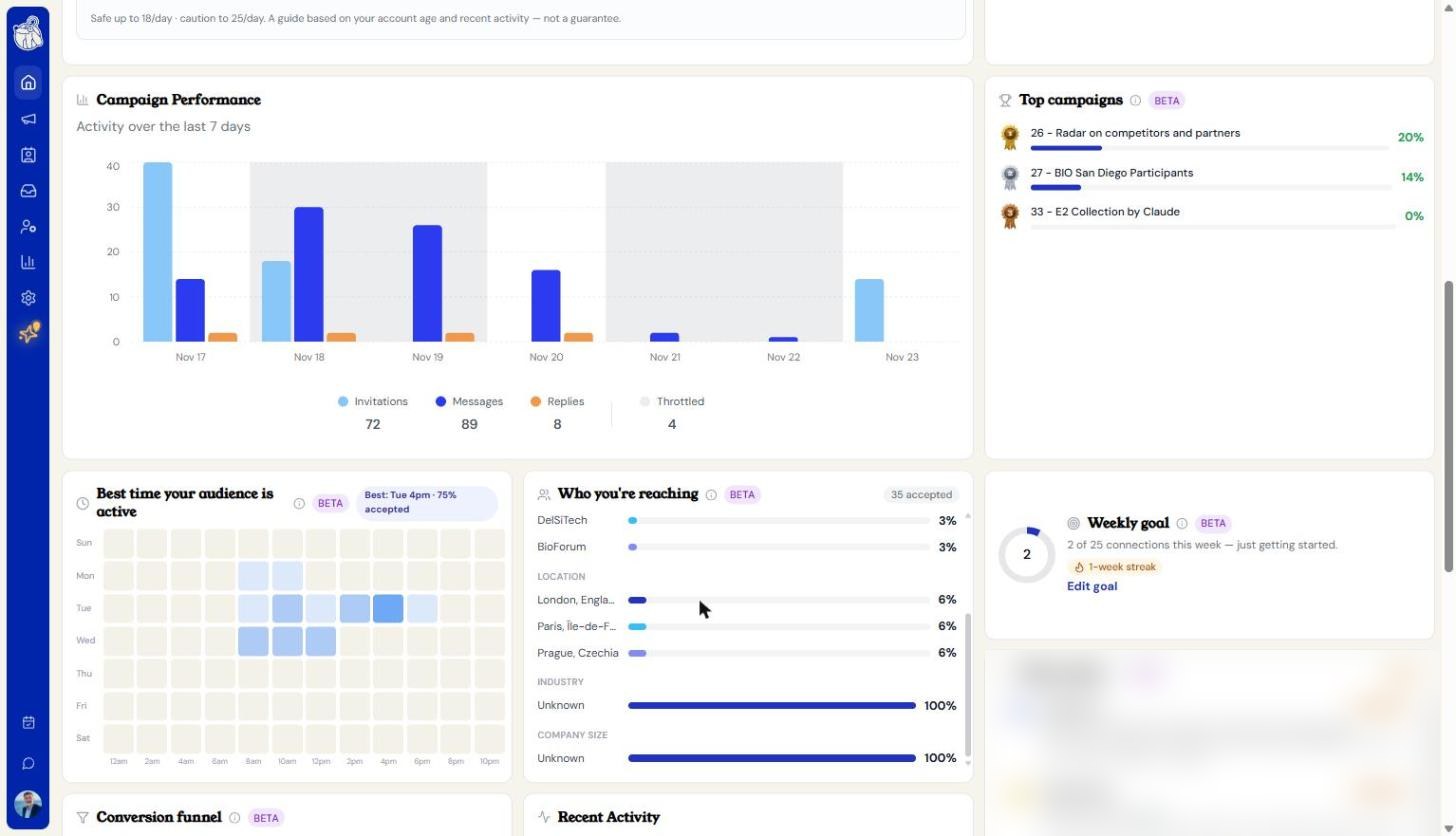 Safe up to 18/day · caution to 25/day. A guide based on your account age and recent activity — not a guarantee.
Campaign Performance
Activity over the last 7 days
40
30
20
10
0
Nov 17
Nov 18
Nov 19
Nov 20
Nov 21
Nov 22
Nov 23
Invitations
Messages
Replies
Throttled
72
89
8
4
Top campaigns BETA
26 - Radar on competitors and partners 20%
27 - BIO San Diego Participants 14%
33 - E2 Collection by Claude 0%
Best time your audience is
active
BETA
Best: Tue 4pm · 75%
accepted
Sun
Mon
Tue
Wed
Thu
Fri
Sat
12am 2am 4am 6am 8am 10am 12pm 2pm 4pm 6pm 8pm 10pm
Who you're reaching BETA 35 accepted
DelSiTech 3%
BioForum 3%
LOCATION
London, Engla... 6%
Paris, Île-de-F... 6%
Prague, Czechia 6%
INDUSTRY
Unknown 100%
COMPANY SIZE
Unknown 100%
2
Weekly goal BETA
2 of 25 connections this week — just getting started.
1-week streak
Edit goal
Conversion funnel BETA
Recent Activity